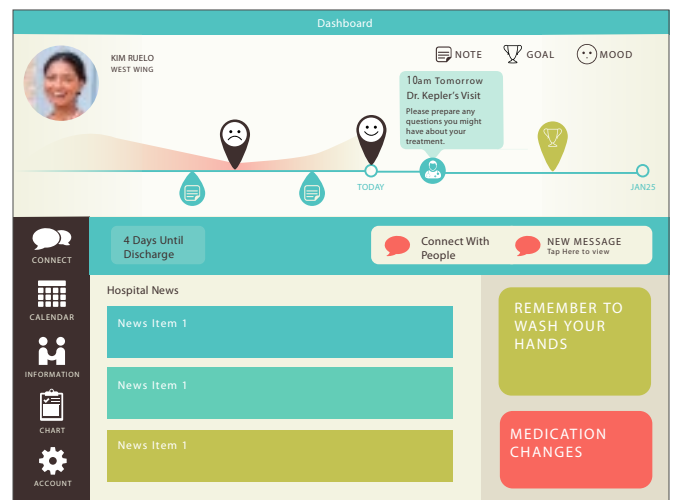 Dashboard
KIM RUELO
WEST WING
NOTE
GOAL
MOOD
10am Tomorrow
Dr. Kepler's Visit
Please prepare any
questions you might
have about your
treatment.
TODAY
JAN25
CONNECT
CALENDAR
INFORMATION
CHART
ACCOUNT
4 Days Until
Discharge
Connect With
People
NEW MESSAGE
Tap Here to view
Hospital News
News Item 1
News Item 1
News Item 1
REMEMBER TO
WASH YOUR
HANDS
MEDICATION
CHANGES